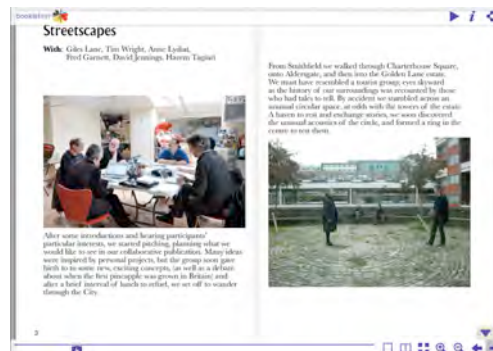 bookleteer
Streetscapes
With: Giles Lane, Tim Wright, Anne Lydiat,
Fred Garnett, David Jennings, Hazem Tagiuri
After some introductions and hearing participants'
particular interests, we started pitching, planning what we
would like to see in our collaborative publication. Many ideas
were inspired by personal projects, but the group soon gave
birth to to some new, exciting concepts, (as well as a debate
about when the first pineapple was grown in Britain) and
after a brief interval of lunch to refuel, we set off to wander
through the City.
3
From Smithfield we walked through Charterhouse Square,
onto Aldersgate, and then into the Golden Lane estate.
We must have resembled a tourist group; eyes skyward
as the history of our surroundings was recounted by those
who had tales to tell. By accident we stumbled across an
unusual circular space, at odds with the towers of the estate.
A haven to rest and exchange stories, we soon discovered
the unusual acoustics of the circle, and formed a ring in the
centre to test them.